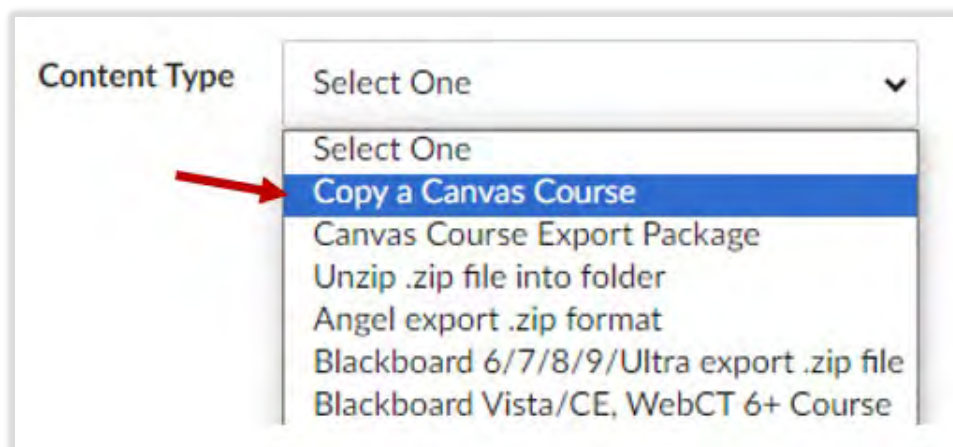 Content Type
Select One
Select One
Copy a Canvas Course
Canvas Course Export Package
Unzip .zip file into folder
Angel export .zip format
Blackboard 6/7/8/9/Ultra export .zip file
Blackboard Vista/CE, WebCT 6+ Course